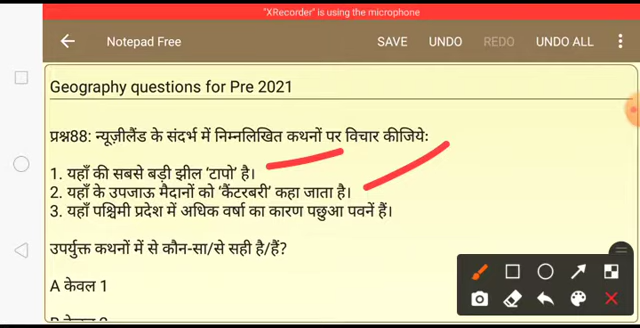 "XRecorder" is using the microphone
Notepad Free SAVE UNDO REDO UNDO ALL
Geography questions for Pre 2021
प्रश्न88: न्यूज़ीलैंड के संदर्भ में निम्नलिखित कथनों पर विचार कीजिये:
1. यहाँ की सबसे बड़ी झील ‘टापो’ है।
2. यहाँ के उपजाऊ मैदानों को ‘कैंटरबरी’ कहा जाता है।
3. यहाँ पश्चिमी प्रदेश में अधिक वर्षा का कारण पछुआ पवनें हैं।
उपर्युक्त कथनों में से कौन-सा/से सही है/हैं?
A केवल 1